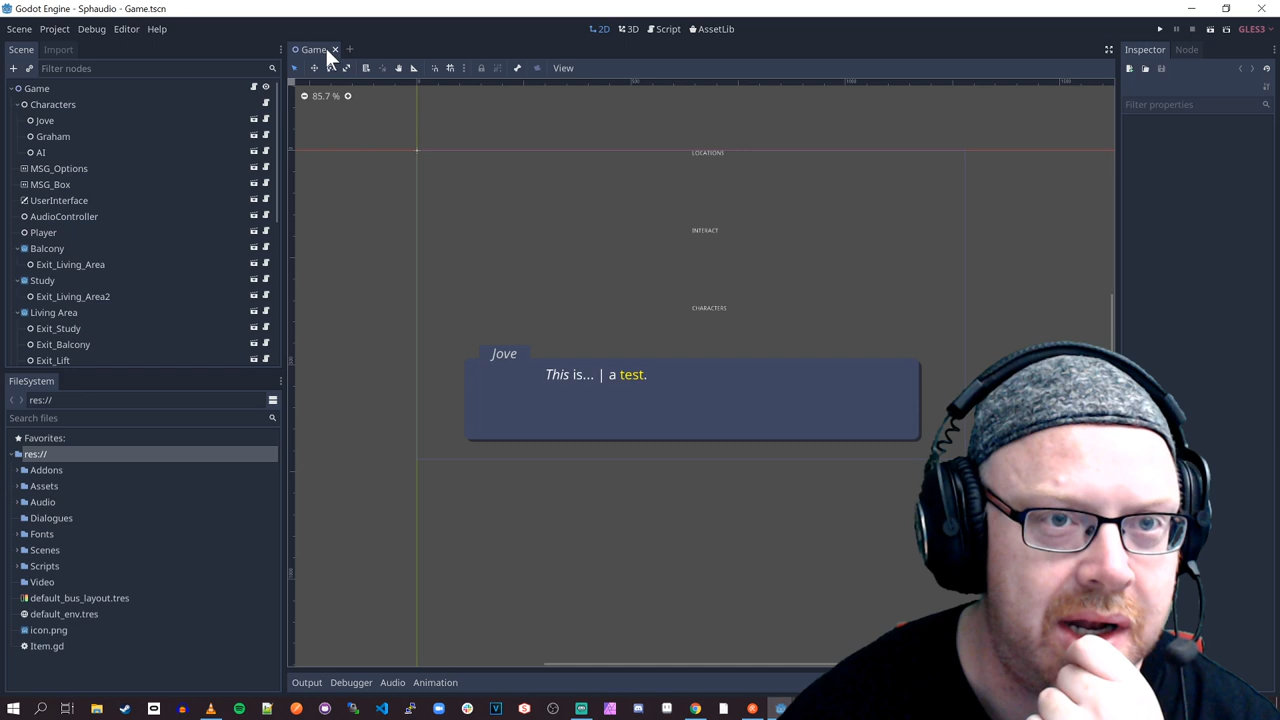 Godot Engine - Sphaudio - Game.tscn
Scene Project Debug Editor Help
2D 3D Script AssetLib
GLES3
Scene Import
Filter nodes
Game
Characters
Jove
Graham
AI
MSG_Options
MSG_Box
UserInterface
AudioController
Player
Balcony
Exit_Living_Area
Study
Exit_Living_Area2
Living Area
Exit_Study
Exit_Balcony
Exit_Lift
FileSystem
res://
Search files
Favorites:
res://
Addons
Assets
Audio
Dialogues
Fonts
Scenes
Scripts
Video
default_bus_layout.tres
default_env.tres
icon.png
Item.gd
Game
View
85.7 %
LOCATIONS
INTERACT
CHARACTERS
Jove
This is... | a test.
Output Debugger Audio Animation
Inspector Node
Filter properties